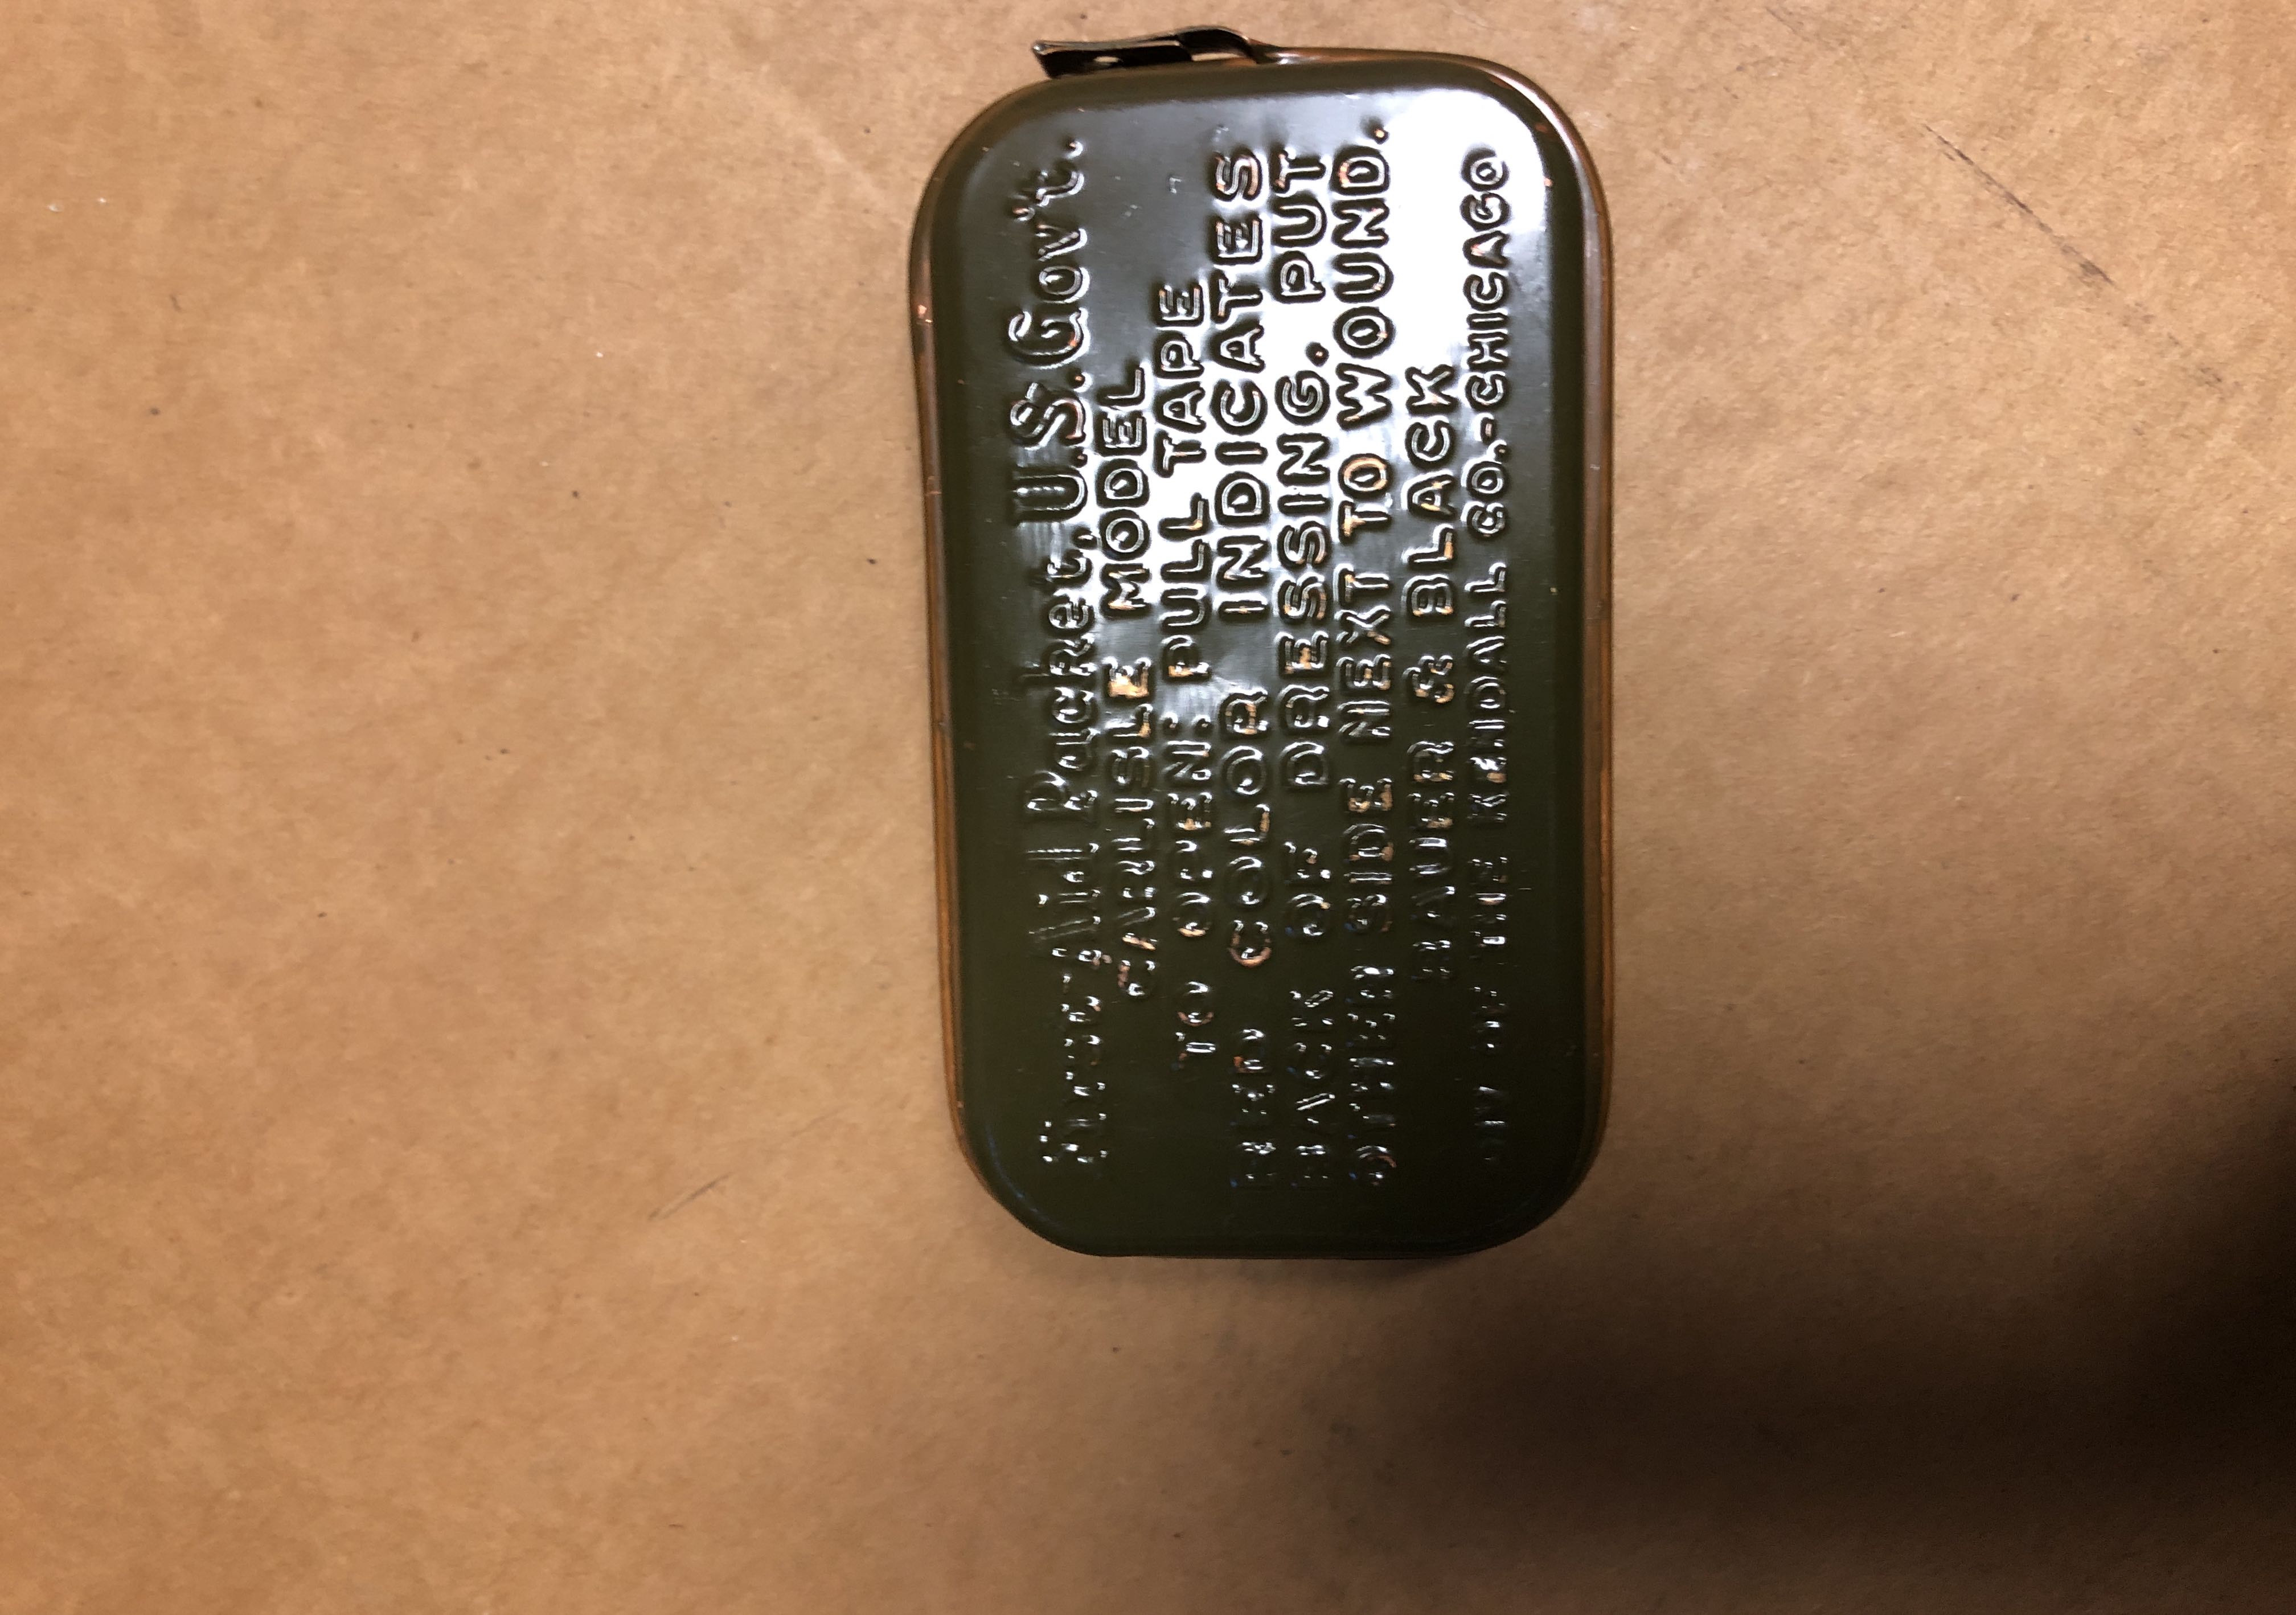 First-Aid Packet, U.S. Gov't.
CARLISLE MODEL
TO OPEN: PULL TAPE
RED COLOR INDICATES
BACK OF DRESSING. PUT
OTHER SIDE NEXT TO WOUND.
BAUER & BLACK
DIV. OF THE KENDALL CO.-CHICAGO